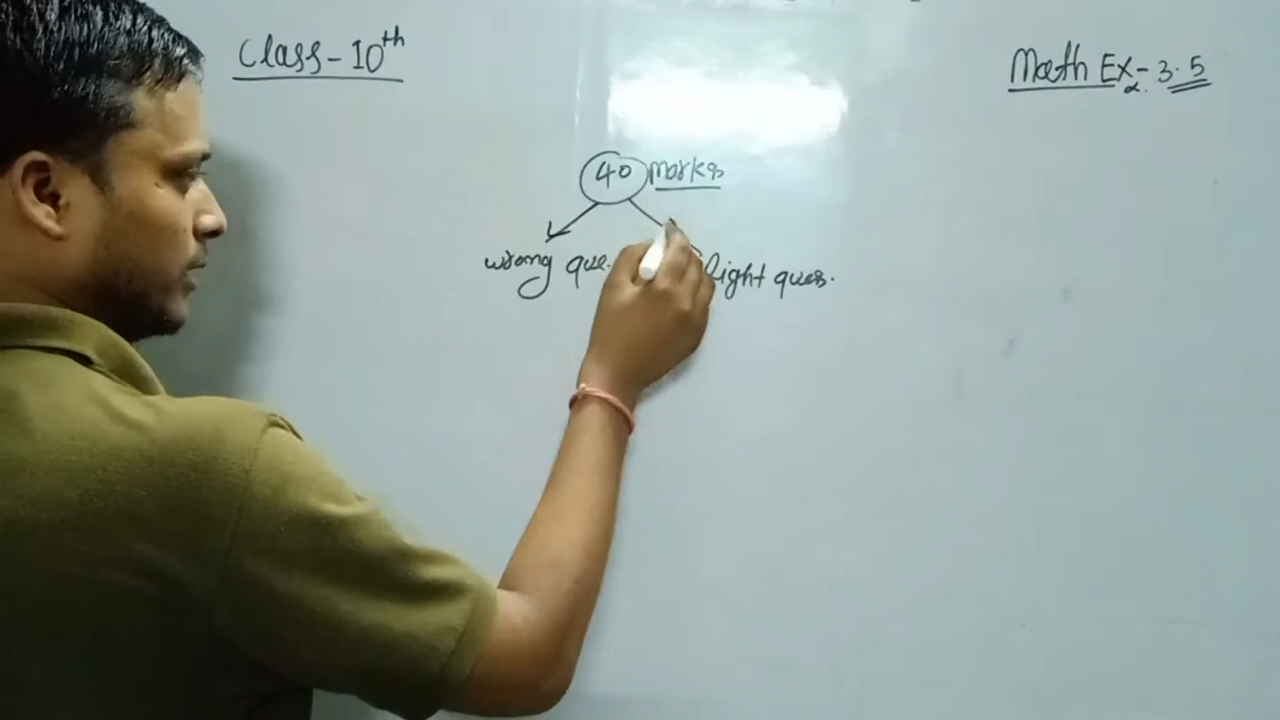 Class-10th
Math Ex-3.5
40 marks
wrong que.
Right ques.